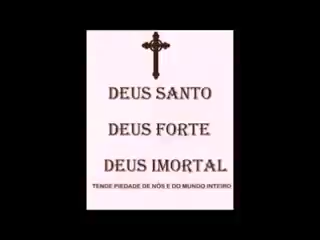 DEUS SANTO
DEUS FORTE
DEUS IMORTAL
TENDE PIEDADE DE NÓS E DO MUNDO INTEIRO